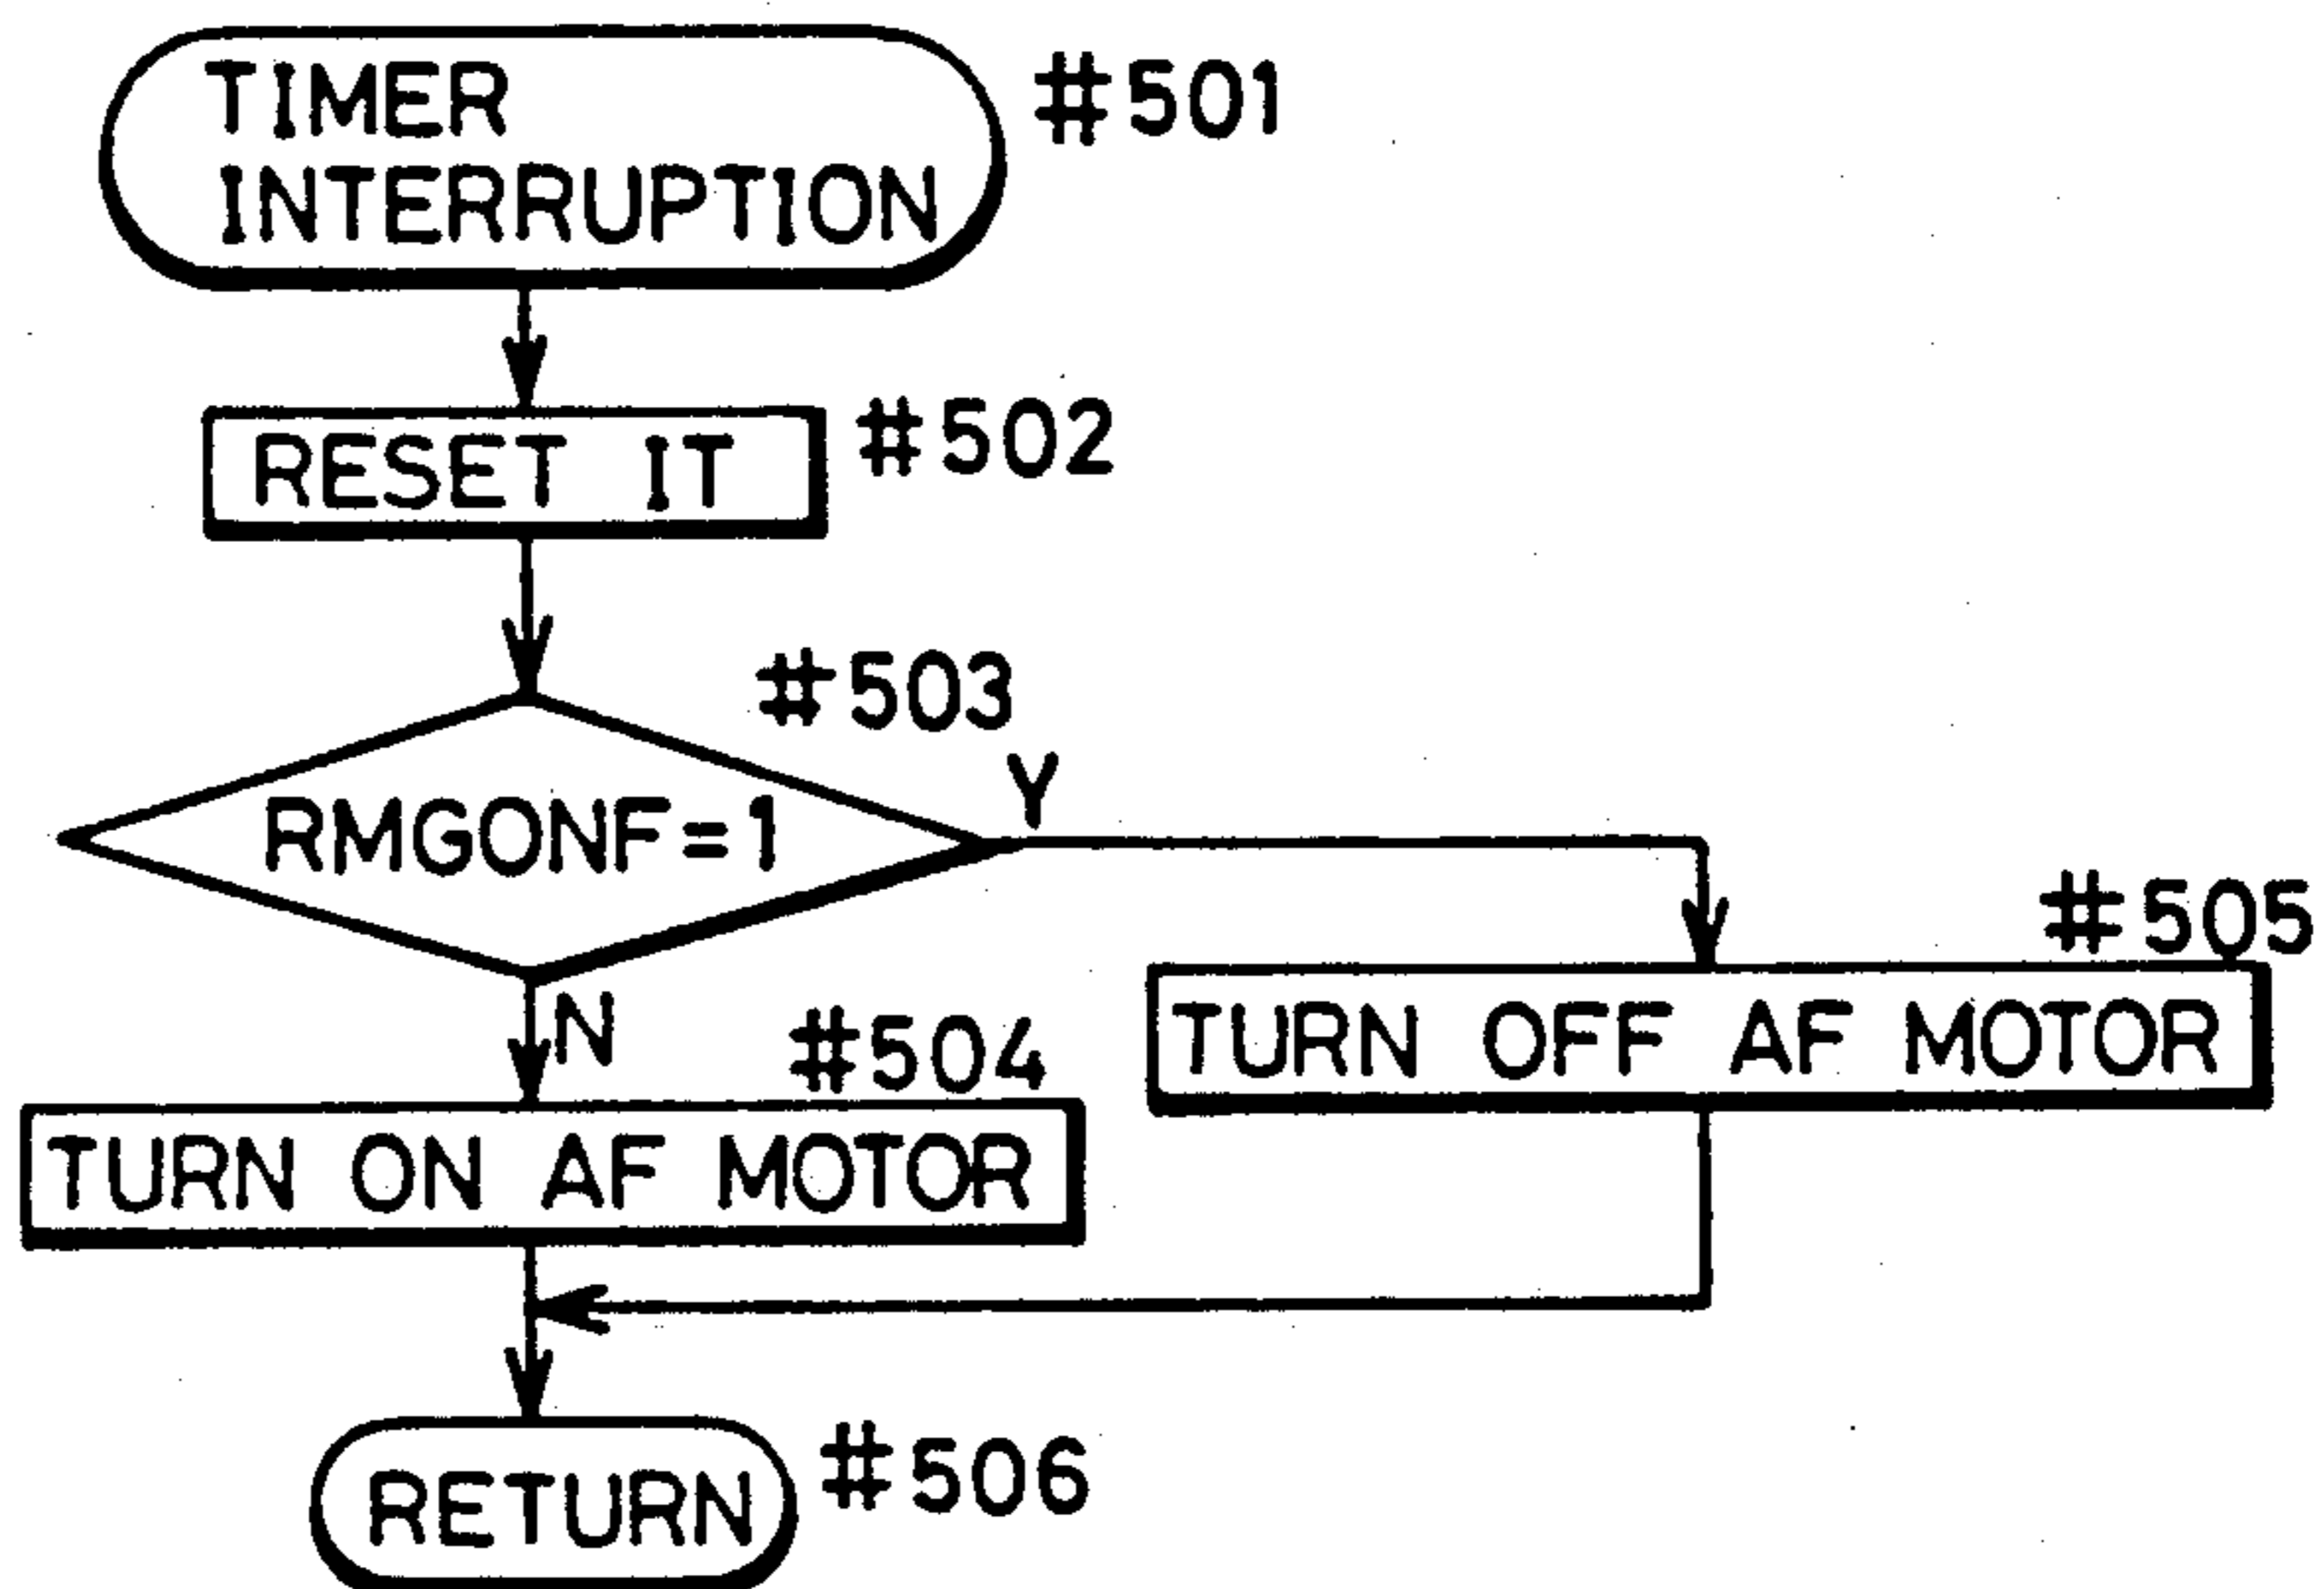 TIMER
INTERRUPTION
#501
RESET IT
#502
#503
RMGONF=1
Y
N
#504
TURN ON AF MOTOR
#505
TURN OFF AF MOTOR
RETURN
#506